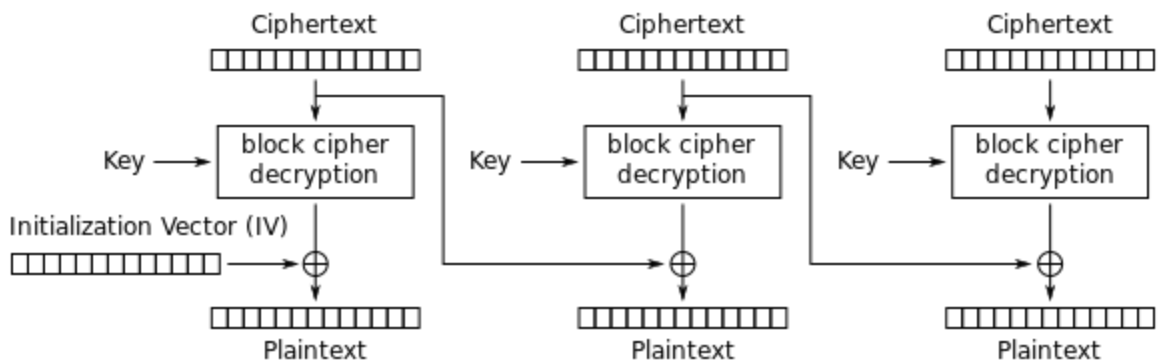 Ciphertext
Ciphertext
Ciphertext
Key
block cipher
decryption
Key
block cipher
decryption
Key
block cipher
decryption
Initialization Vector (IV)
Plaintext
Plaintext
Plaintext